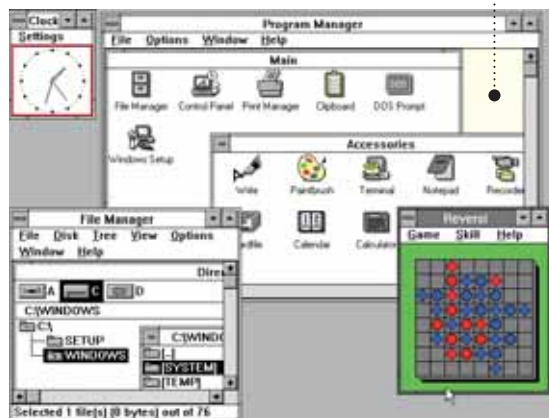 Clock
Settings
Program Manager
File Options Window Help
Main
File Manager Control Panel Print Manager Clipboard DOS Prompt
Windows Setup
Accessories
Write Paintbrush Terminal Notepad Recorder
Calendar Calculator
File Manager
File Disk Tree View Options
Window Help
A C D
C:\WINDOWS
C:\
SETUP
WINDOWS
C:\WIND
[..]
[SYSTEM]
[TEMP]
Selected 1 file(s) (0 bytes) out of 76
Reversi
Game Skill Help